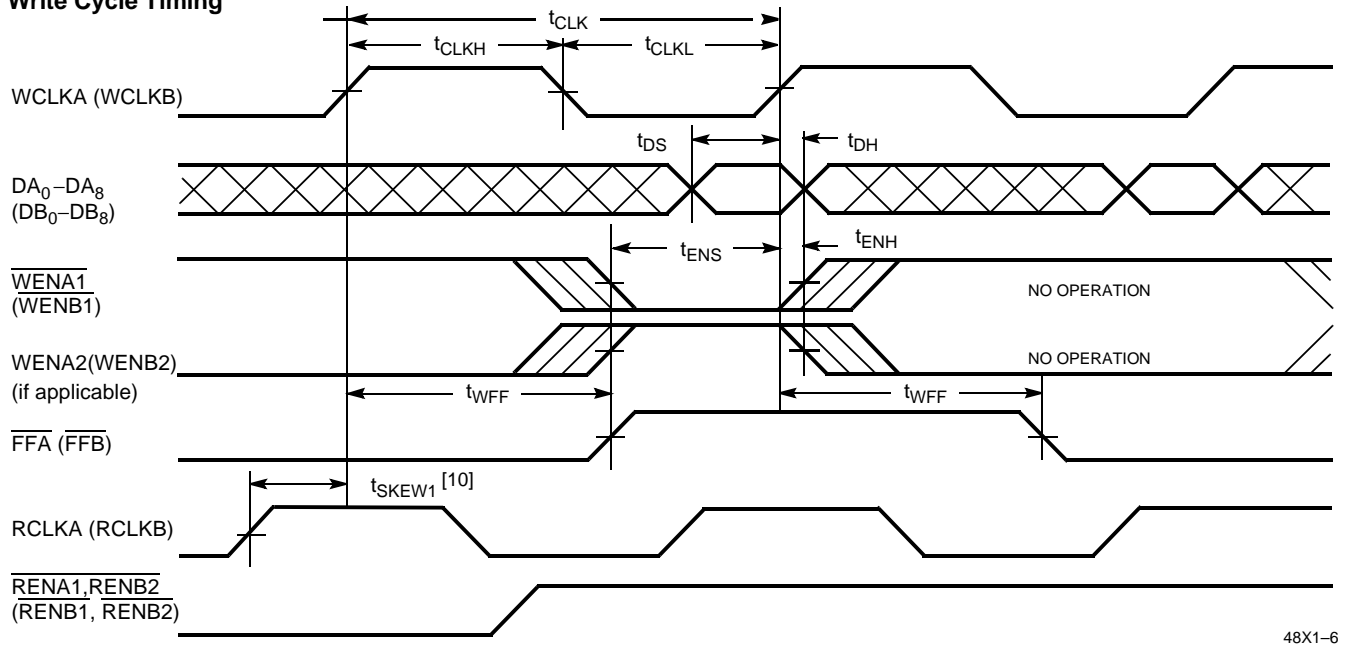 Write Cycle Timing
tCLK
tCLKH
tCLKL
WCLKA (WCLKB)
tDS
tDH
DA0–DA8
(DB0–DB8)
tENS
tENH
WENA1
(WENB1)
NO OPERATION
WENA2(WENB2)
(if applicable)
NO OPERATION
tWFF
tWFF
FFA (FFB)
tSKEW1 [10]
RCLKA (RCLKB)
RENA1,RENB2
(RENB1, RENB2)
48X1–6